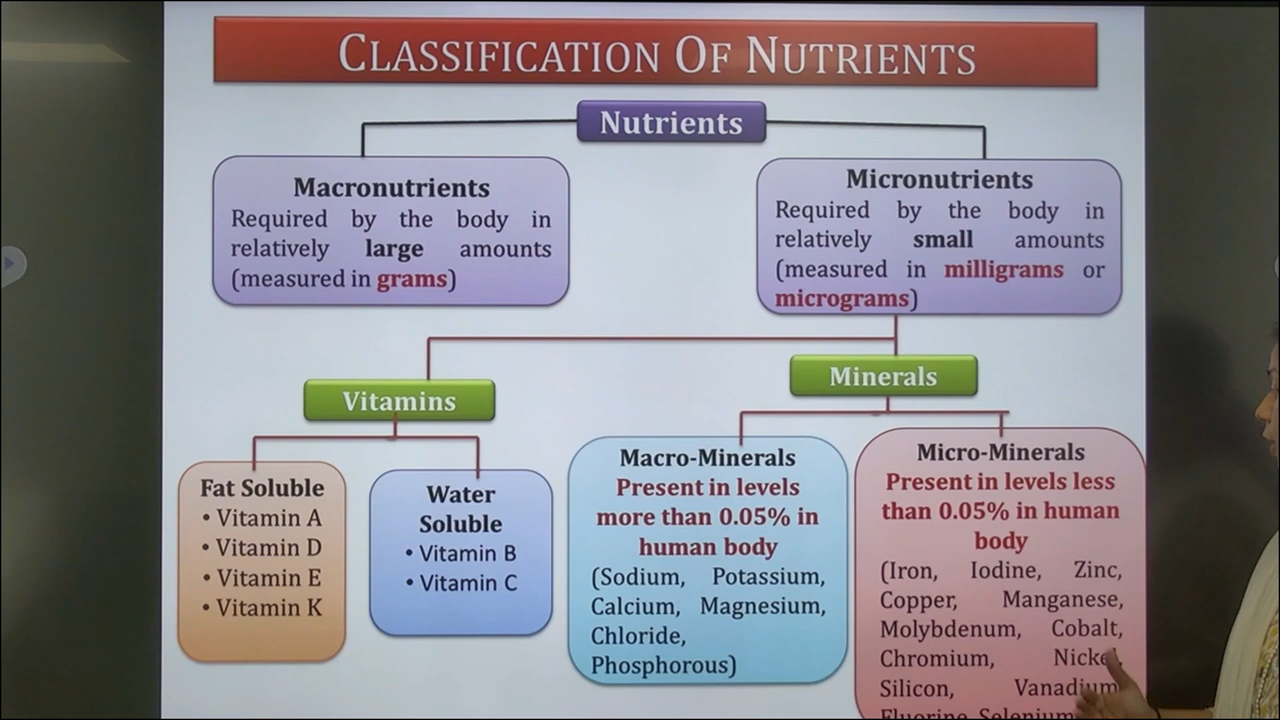 CLASSIFICATION OF NUTRIENTS
Nutrients
Macronutrients
Required by the body in
relatively large amounts
(measured in grams)
Micronutrients
Required by the body in
relatively small amounts
(measured in milligrams or
micrograms)
Vitamins
Minerals
Fat Soluble
• Vitamin A
• Vitamin D
• Vitamin E
• Vitamin K
Water
Soluble
• Vitamin B
• Vitamin C
Macro-Minerals
Present in levels
more than 0.05% in
human body
(Sodium, Potassium,
Calcium, Magnesium,
Chloride,
Phosphorous)
Micro-Minerals
Present in levels less
than 0.05% in human
body
(Iron, Iodine, Zinc,
Copper, Manganese,
Molybdenum, Cobalt,
Chromium, Nickel,
Silicon, Vanadium
Fluorine Selenium